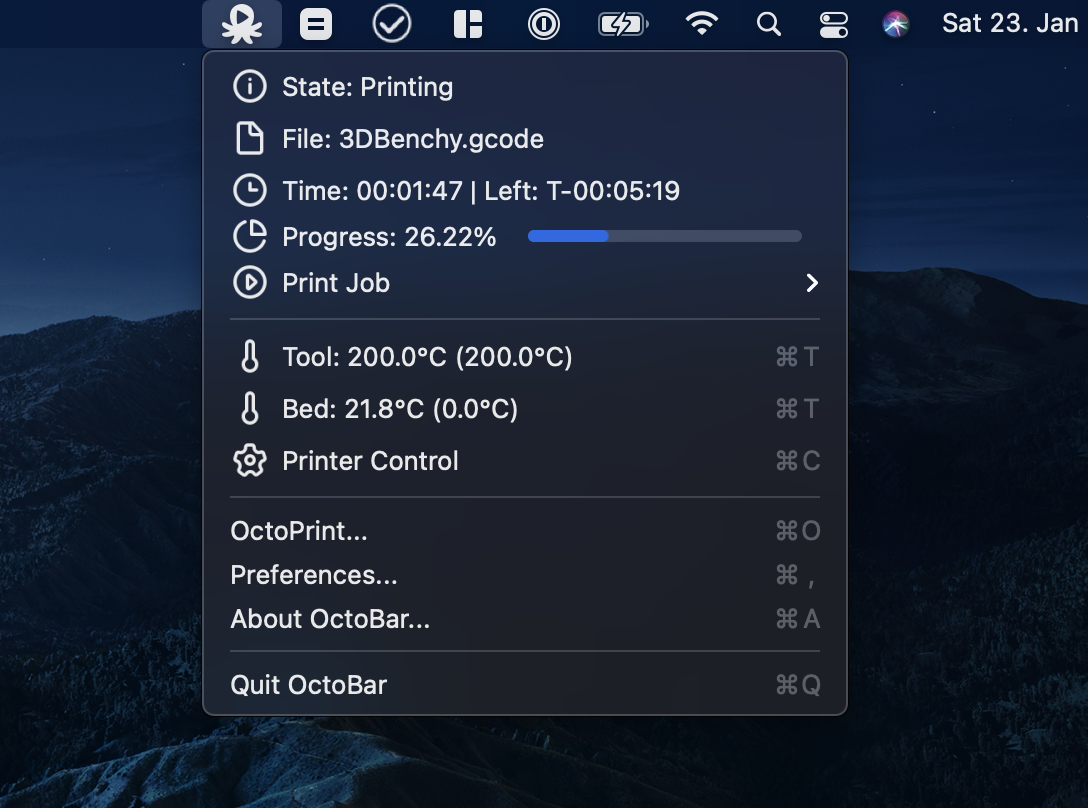 Sat 23. Jan
State: Printing
File: 3DBenchy.gcode
Time: 00:01:47 | Left: T-00:05:19
Progress: 26.22%
Print Job
Tool: 200.0°C (200.0°C) ⌘T
Bed: 21.8°C (0.0°C) ⌘T
Printer Control ⌘C
OctoPrint... ⌘O
Preferences... ⌘,
About OctoBar... ⌘A
Quit OctoBar ⌘Q